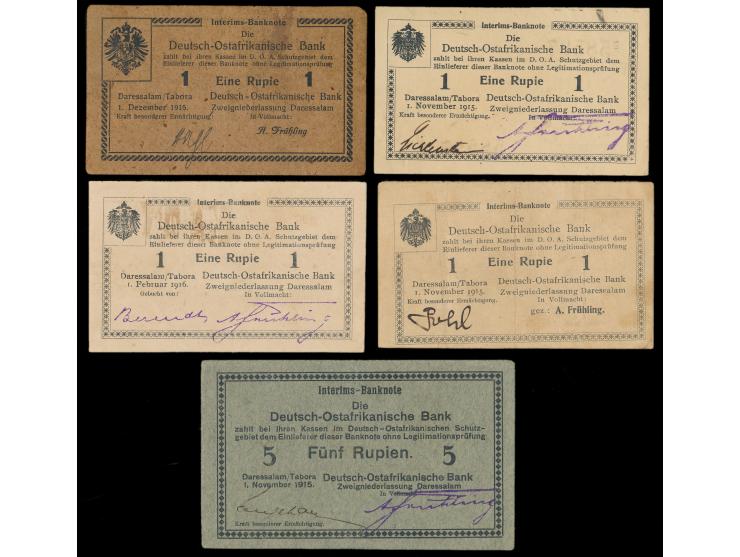 Interims-Banknote
Die
Deutsch-Ostafrikanische Bank
zahlt bei ihren Kassen im D. O. A. Schutzgebiet dem
Einlieferer dieser Banknote ohne Legitimationsprüfung
1 Eine Rupie 1
Daressalam/Tabora Deutsch-Ostafrikanische Bank
1. Dezember 1915. Zweigniederlassung Daressalam
Kraft besonderer Ermächtigung: In Vollmacht:
A. Frühling
Interims-Banknote
Die
Deutsch-Ostafrikanische Bank
zahlt bei ihren Kassen im D. O. A. Schutzgebiet dem
Einlieferer dieser Banknote ohne Legitimationsprüfung
1 Eine Rupie 1
Daressalam/Tabora Deutsch-Ostafrikanische Bank
1. November 1915. Zweigniederlassung Daressalam
Kraft besonderer Ermächtigung: In Vollmacht:
A Frühling
Interims-Banknote
Die
Deutsch-Ostafrikanische Bank
zahlt bei ihren Kassen im D. O. A. Schutzgebiet dem
Einlieferer dieser Banknote ohne Legitimationsprüfung
1 Eine Rupie 1
Daressalam/Tabora Deutsch-Ostafrikanische Bank
1. Februar 1916. Zweigniederlassung Daressalam
Gebucht von: In Vollmacht:
Berendt A Frühling
Interims-Banknote
Die
Deutsch-Ostafrikanische Bank
zahlt bei ihren Kassen im D. O. A. Schutzgebiet dem
Einlieferer dieser Banknote ohne Legitimationsprüfung
1 Eine Rupie 1
Daressalam/Tabora Deutsch-Ostafrikanische Bank
1. November 1915. Zweigniederlassung Daressalam
Kraft besonderer Ermächtigung. In Vollmacht:
gez.: A. Frühling.
Interims-Banknote
Die
Deutsch-Ostafrikanische Bank
zahlt bei ihren Kassen im Deutsch-Ostafrikanischen Schutz-
gebiet dem Einlieferer dieser Banknote ohne Legitimationsprüfung
5 Fünf Rupien. 5
Daressalam/Tabora Deutsch-Ostafrikanische Bank
1. November 1915. Zweigniederlassung Daressalam
In Vollmacht:
A Frühling
Kraft besonderer Ermächtigung.